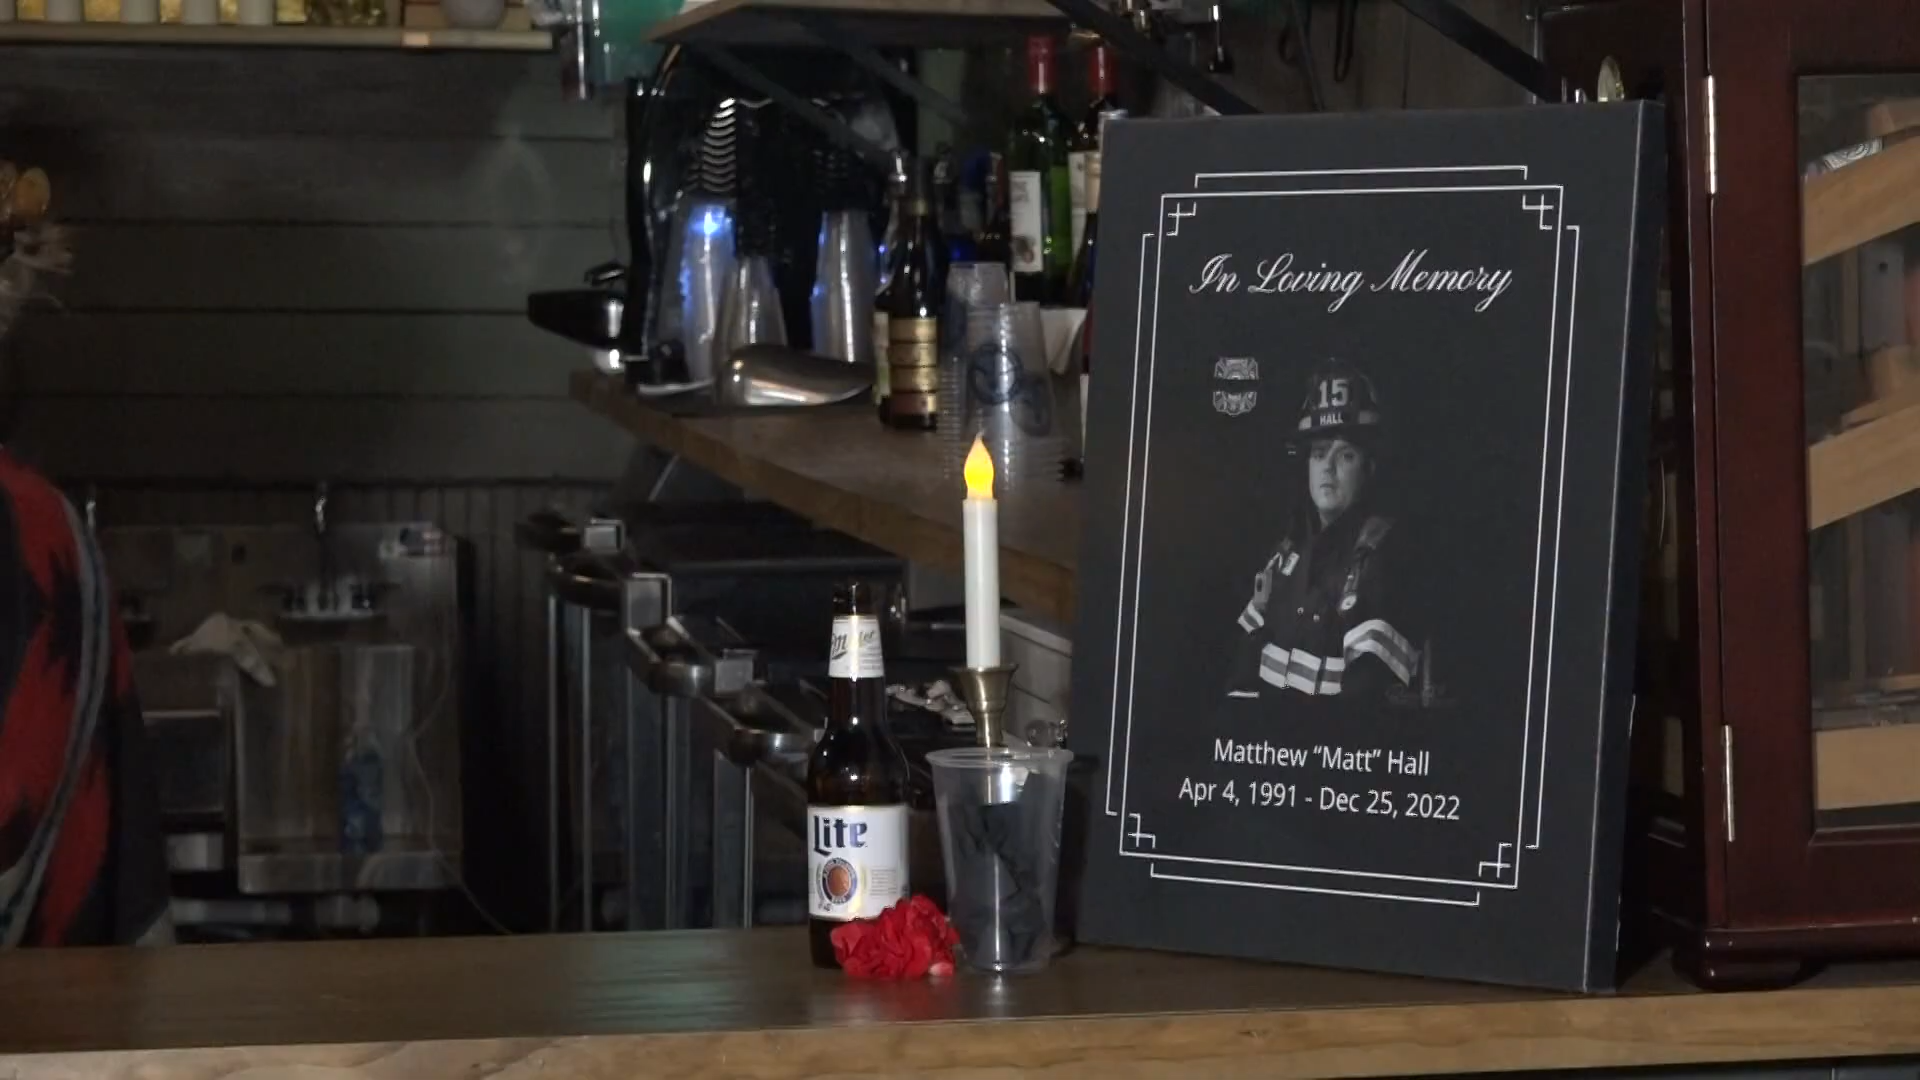 In Loving Memory
15
HALL
Matthew “Matt” Hall
Apr 4, 1991 - Dec 25, 2022
Miller
Lite